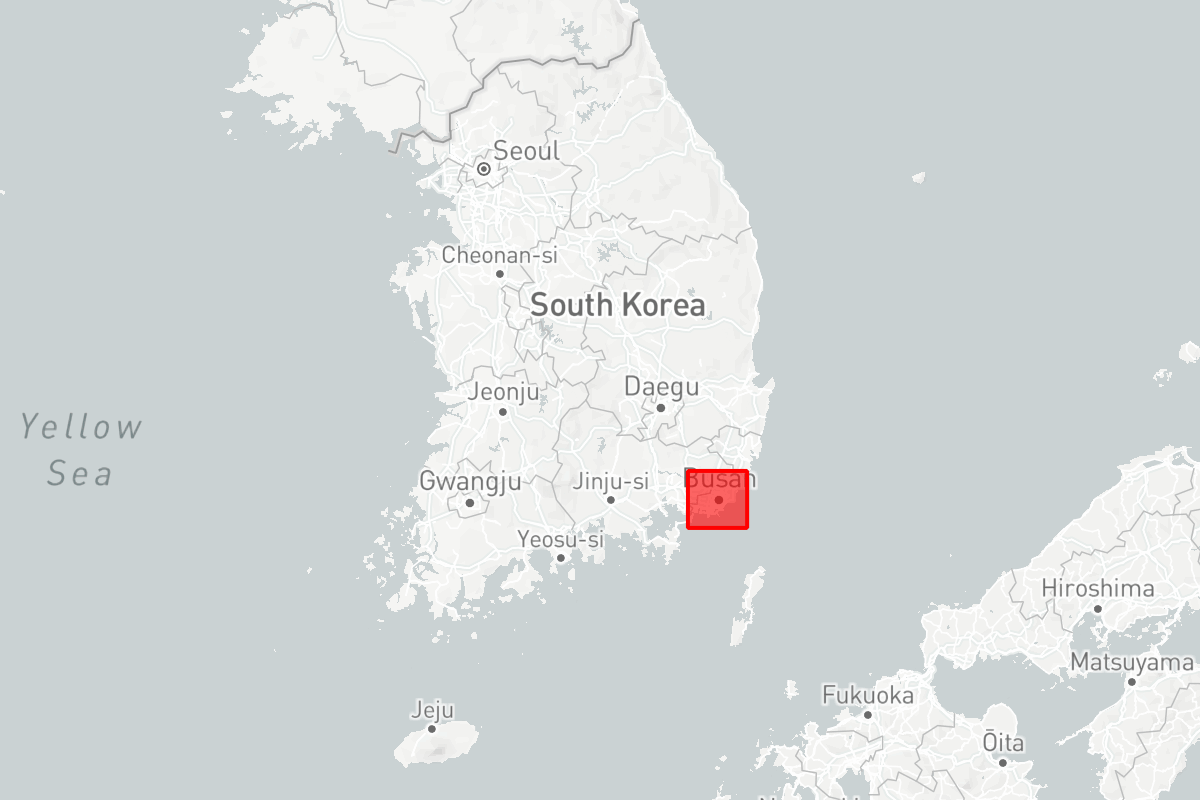 Seoul
Cheonan-si
South Korea
Daegu
Jeonju
Yellow
Sea
Gwangju
Jinju-si
Busan
Yeosu-si
Hiroshima
Matsuyama
Fukuoka
Jeju
Ōita